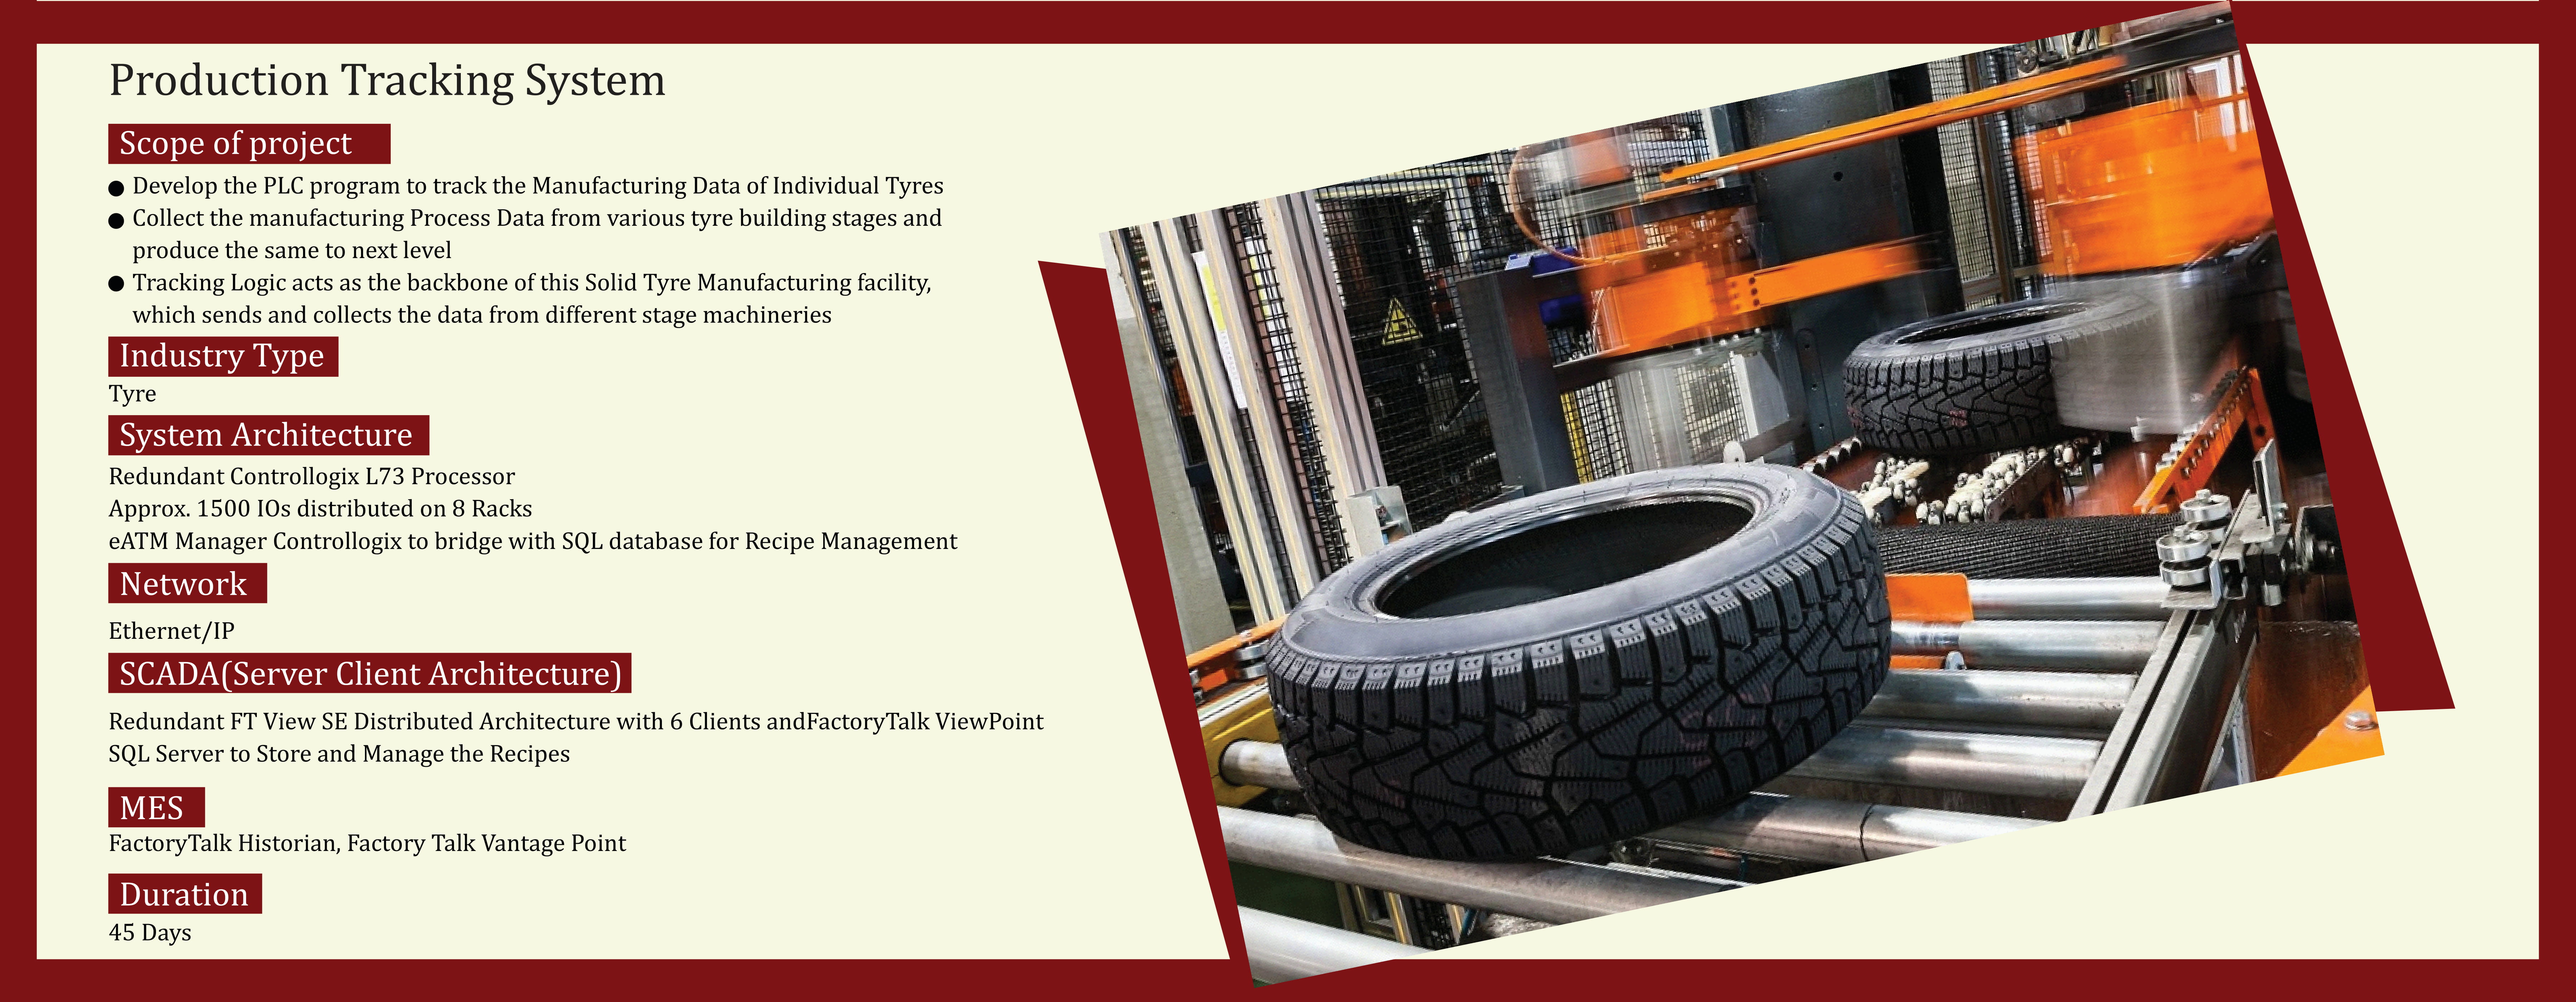 Production Tracking System
Scope of project
● Develop the PLC program to track the Manufacturing Data of Individual Tyres
● Collect the manufacturing Process Data from various tyre building stages and
produce the same to next level
● Tracking Logic acts as the backbone of this Solid Tyre Manufacturing facility,
which sends and collects the data from different stage machineries
Industry Type
Tyre
System Architecture
Redundant Controllogix L73 Processor
Approx. 1500 IOs distributed on 8 Racks
eATM Manager Controllogix to bridge with SQL database for Recipe Management
Network
Ethernet/IP
SCADA(Server Client Architecture)
Redundant FT View SE Distributed Architecture with 6 Clients andFactoryTalk ViewPoint
SQL Server to Store and Manage the Recipes
MES
FactoryTalk Historian, Factory Talk Vantage Point
Duration
45 Days